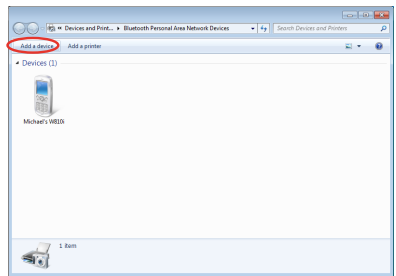 « Devices and Print... ▸ Bluetooth Personal Area Network Devices
Search Devices and Printers
Add a device
Add a printer
Devices (1)
Michael's W810i
1 item